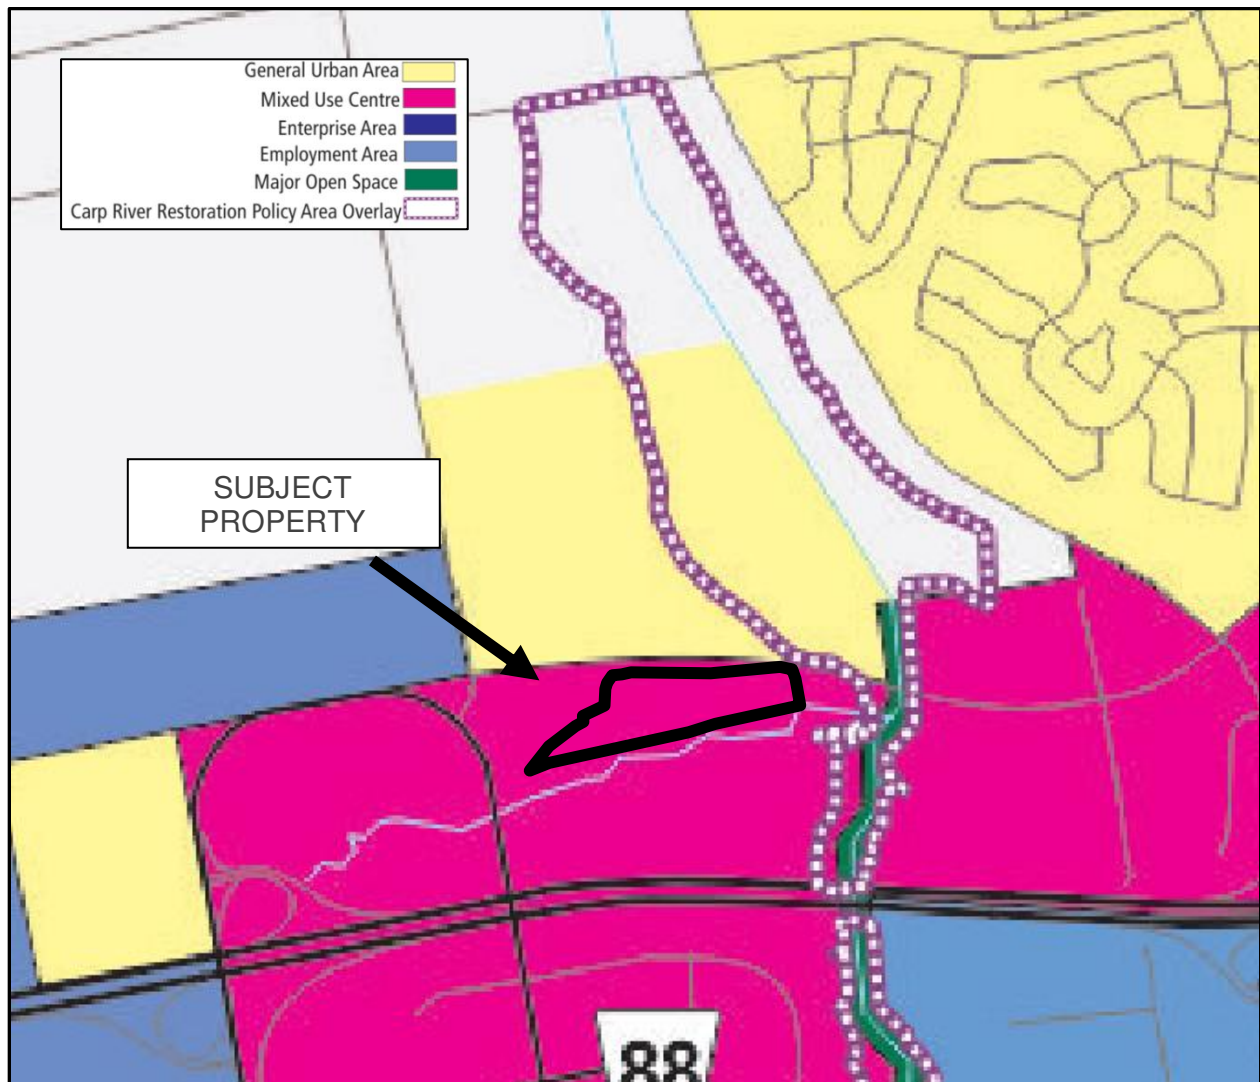 General Urban Area
Mixed Use Centre
Enterprise Area
Employment Area
Major Open Space
Carp River Restoration Policy Area Overlay
SUBJECT
PROPERTY
88